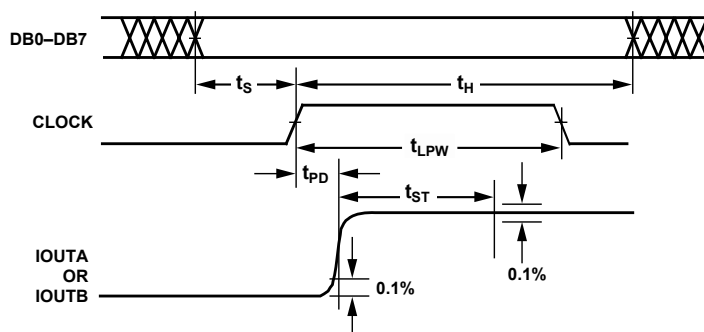 DB0–DB7
tS
tH
CLOCK
tLPW
tPD
tST
IOUTA
OR
IOUTB
0.1%
0.1%